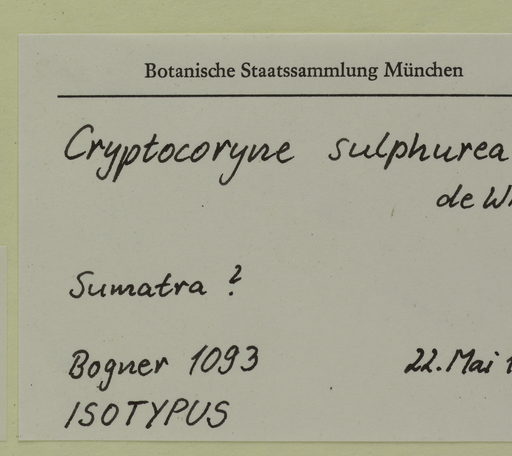 Botanische Staatssammlung München
Cryptocoryne sulphurea
de
Sumatra ?
Bogner 1093 22. Mai
ISOTYPUS